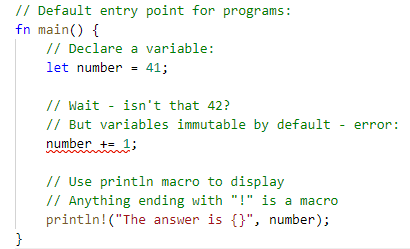 // Default entry point for programs:
fn main() {
    // Declare a variable:
    let number = 41;

    // Wait - isn't that 42?
    // But variables immutable by default - error:
    number += 1;

    // Use println macro to display
    // Anything ending with "!" is a macro
    println!("The answer is {}", number);
}